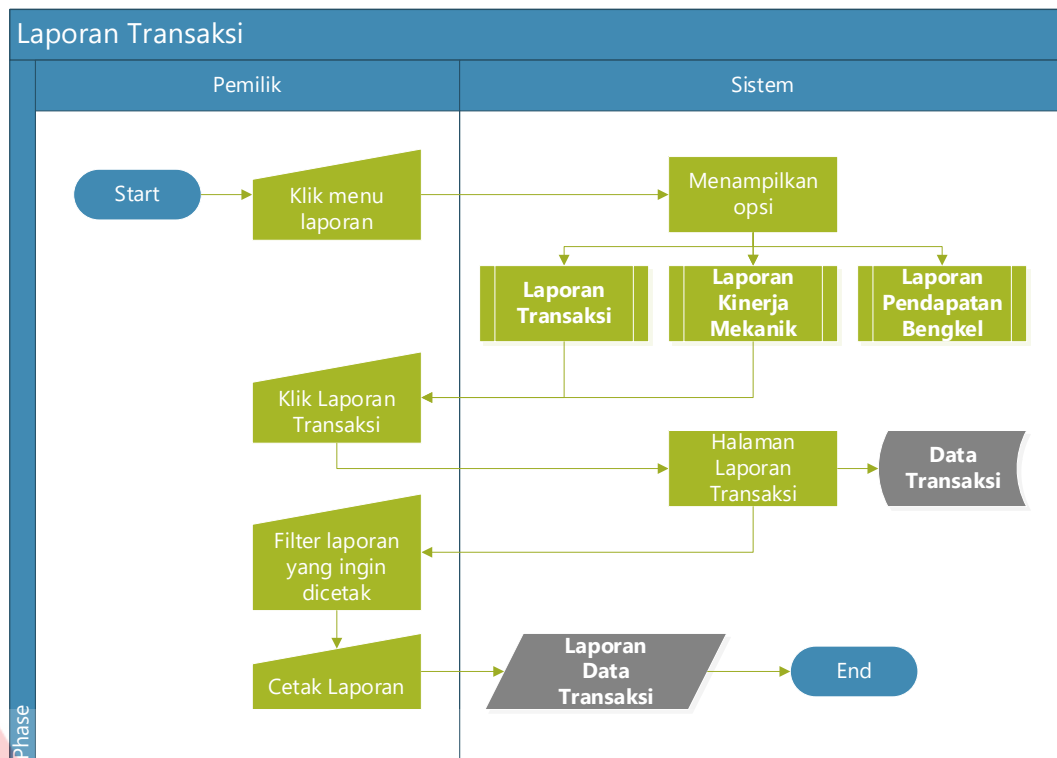 Laporan Transaksi
Pemilik
Sistem
Start
Klik menu
laporan
Menampilkan
opsi
Laporan
Transaksi
Laporan
Kinerja
Mekanik
Laporan
Pendapatan
Bengkel
Klik Laporan
Transaksi
Halaman
Laporan
Transaksi
Data
Transaksi
Filter laporan
yang ingin
dicetak
Cetak Laporan
Laporan
Data
Transaksi
End
Phase